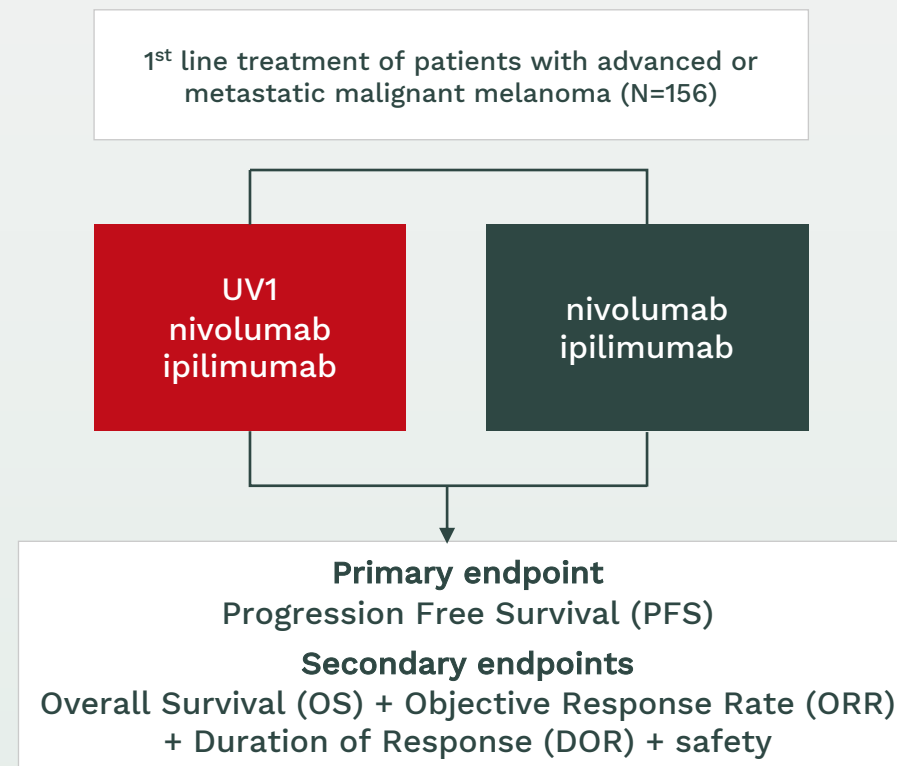 1st line treatment of patients with advanced or
metastatic malignant melanoma (N=156)
UV1
nivolumab
ipilimumab
nivolumab
ipilimumab
Primary endpoint
Progression Free Survival (PFS)
Secondary endpoints
Overall Survival (OS) + Objective Response Rate (ORR)
+ Duration of Response (DOR) + safety